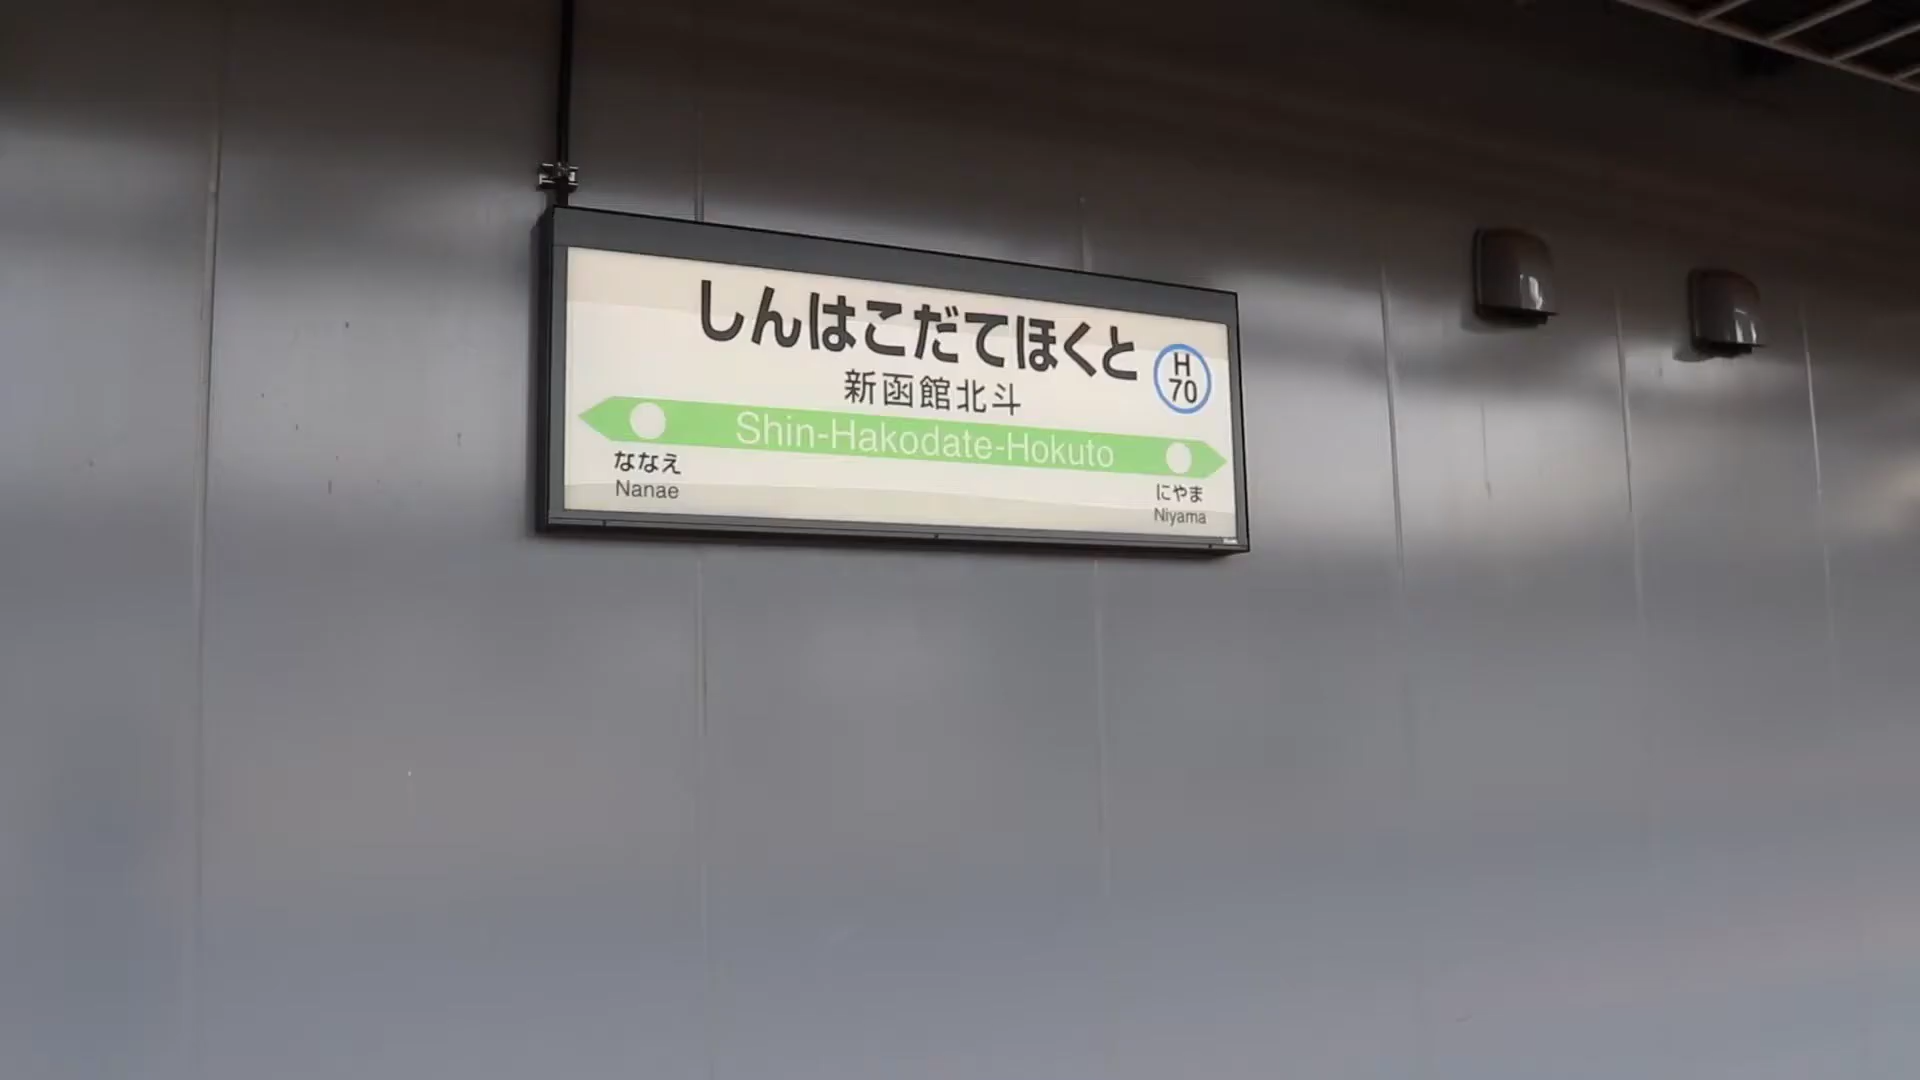 しんはこだてほくと
新函館北斗
H
70
Shin-Hakodate-Hokuto
ななえ
Nanae
にやま
Niyama